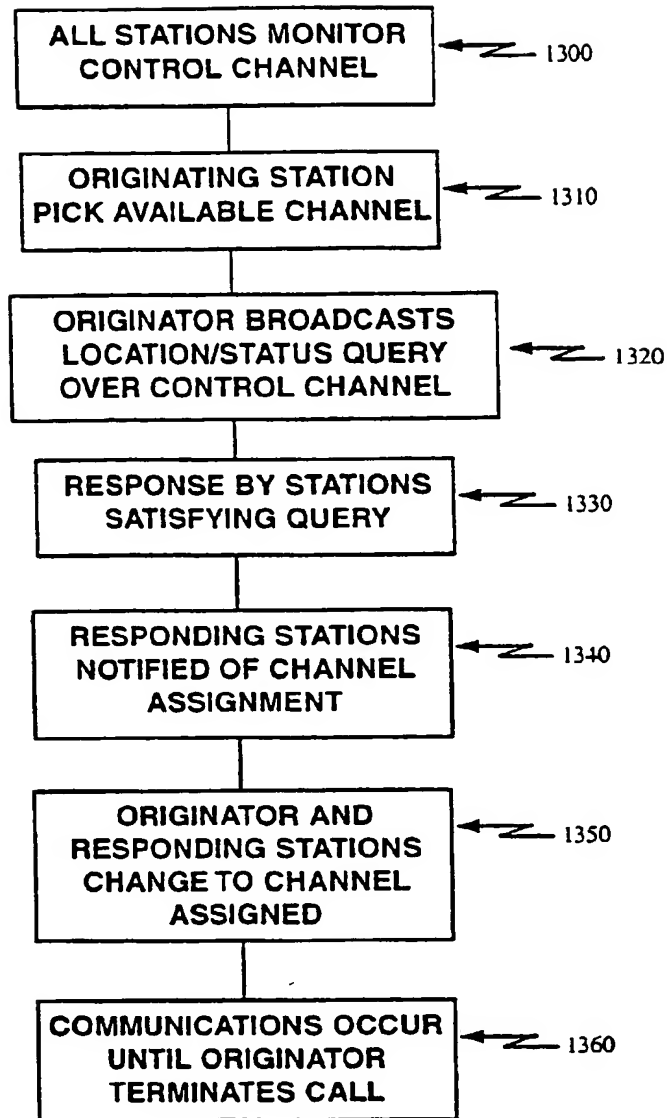 ALL STATIONS MONITOR
CONTROL CHANNEL
1300
ORIGINATING STATION
PICK AVAILABLE CHANNEL
1310
ORIGINATOR BROADCASTS
LOCATION/STATUS QUERY
OVER CONTROL CHANNEL
1320
RESPONSE BY STATIONS
SATISFYING QUERY
1330
RESPONDING STATIONS
NOTIFIED OF CHANNEL
ASSIGNMENT
1340
ORIGINATOR AND
RESPONDING STATIONS
CHANGE TO CHANNEL
ASSIGNED
1350
COMMUNICATIONS OCCUR
UNTIL ORIGINATOR
TERMINATES CALL
1360